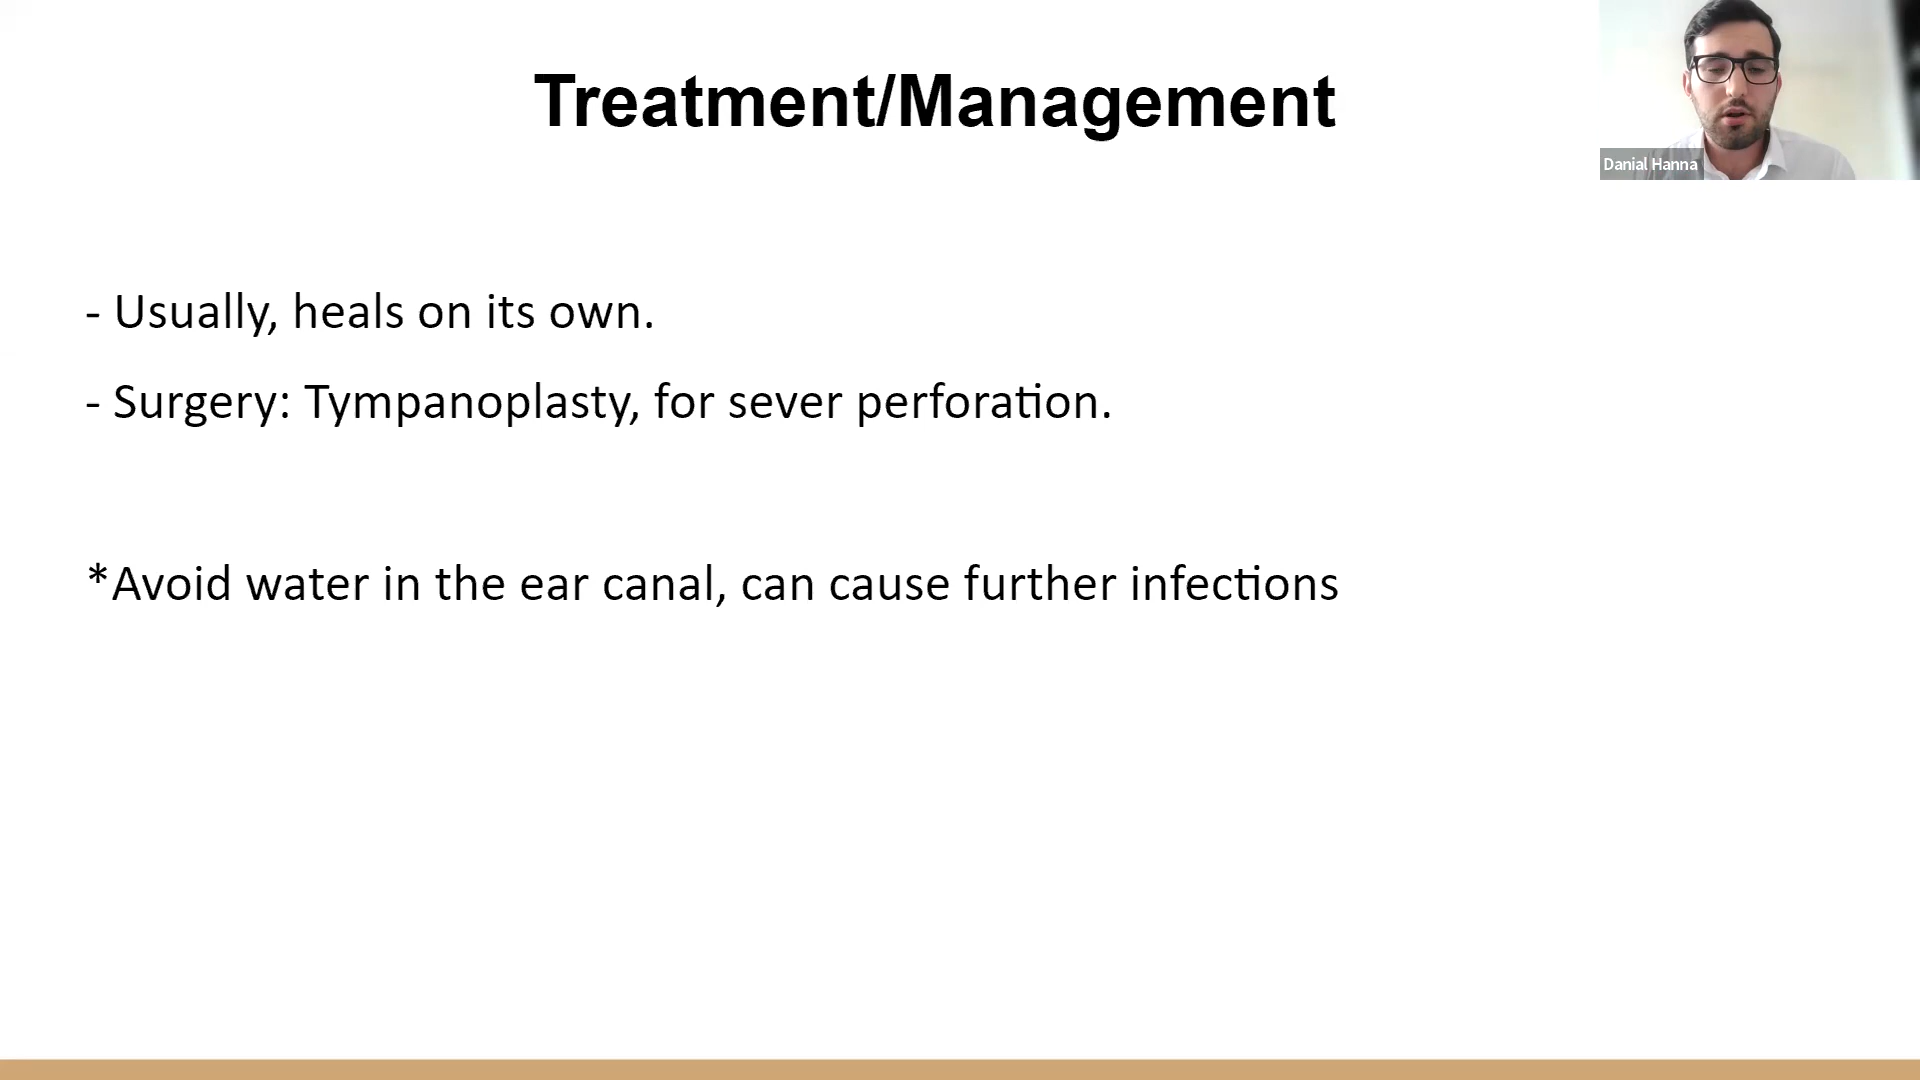 Treatment/Management
Danial Hanna
- Usually, heals on its own.
- Surgery: Tympanoplasty, for sever perforation.
*Avoid water in the ear canal, can cause further infections